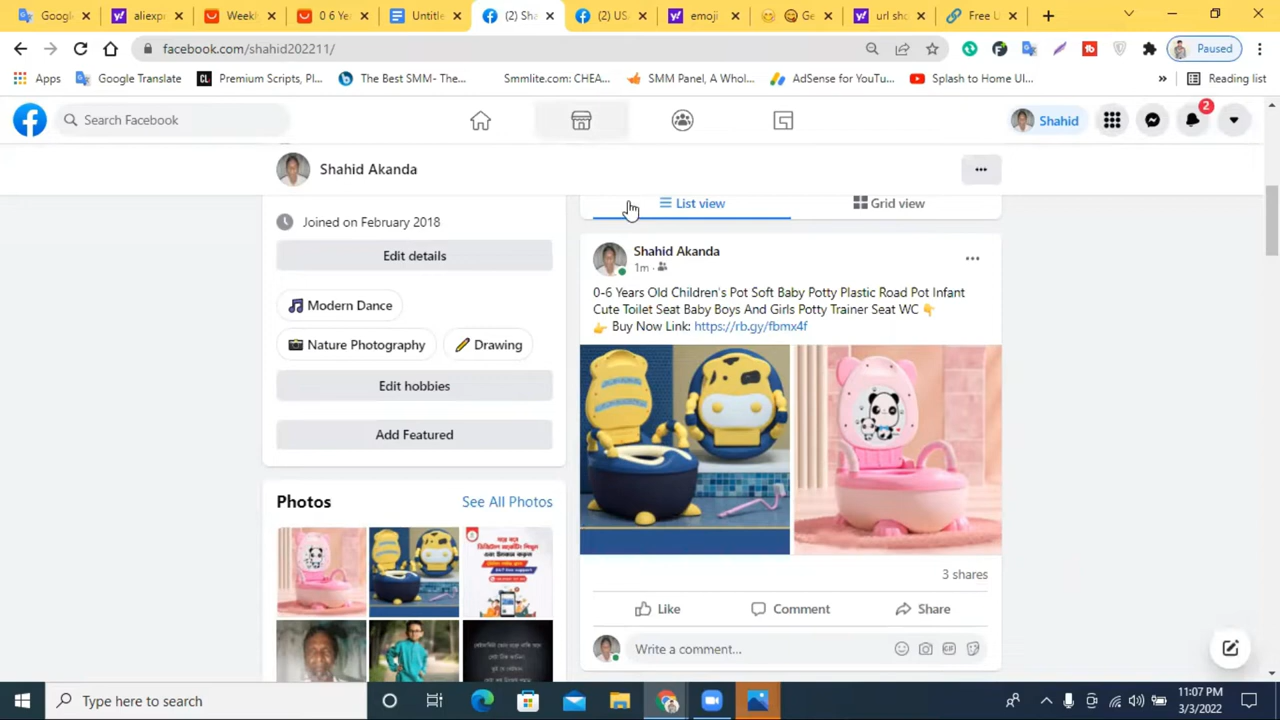 Googl
aliexpr
Weekl
0 6 Ye
Untitle
(2) Sha
(2) US
emoji
Ge
url sho
Free U
facebook.com/shahid202211/
Paused
Apps
Google Translate
CL
Premium Scripts, Pl...
The Best SMM- The...
Smmlite.com: CHEA...
SMM Panel, A Whol...
AdSense for YouTu...
Splash to Home UI...
»
Reading list
Search Facebook
Shahid
2
Shahid Akanda
Joined on February 2018
Edit details
Modern Dance
Nature Photography
Drawing
Edit hobbies
Add Featured
Photos
See All Photos
List view
Grid view
Shahid Akanda
1m ·
0-6 Years Old Children's Pot Soft Baby Potty Plastic Road Pot Infant
Cute Toilet Seat Baby Boys And Girls Potty Trainer Seat WC 👇
👉 Buy Now Link: https://rb.gy/fbmx4f
3 shares
Like
Comment
Share
Write a comment...
GIF
Type here to search
11:07 PM
3/3/2022